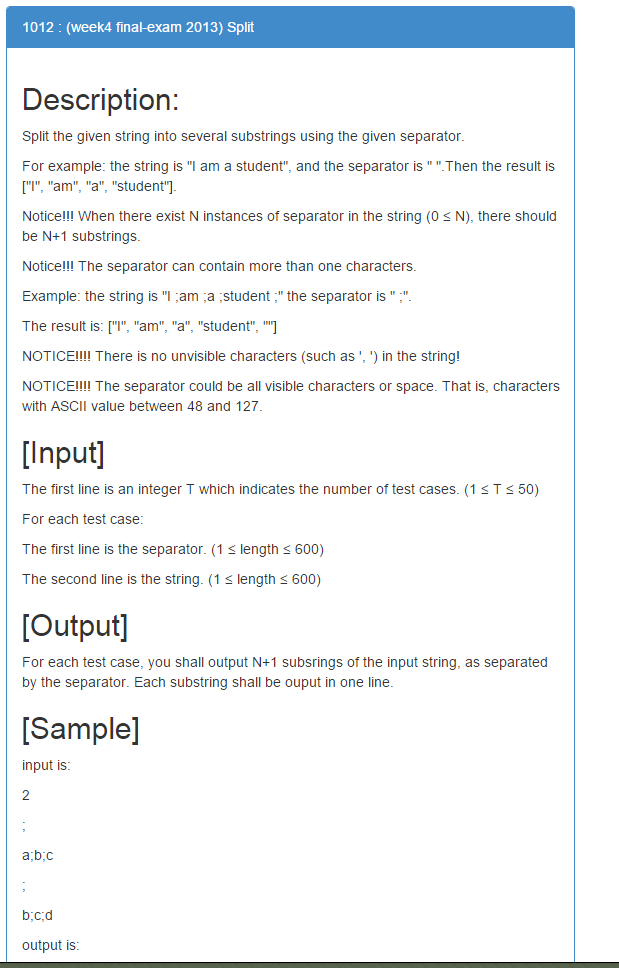 1012 : (week4 final-exam 2013) Split
Description:
Split the given string into several substrings using the given separator.
For example: the string is "I am a student", and the separator is " ".Then the result is
["I", "am", "a", "student"].
Notice!!! When there exist N instances of separator in the string (0 ≤ N), there should
be N+1 substrings.
Notice!!! The separator can contain more than one characters.
Example: the string is "I ;am ;a ;student ;" the separator is " ;".
The result is: ["I", "am", "a", "student", ""]
NOTICE!!!! There is no unvisible characters (such as ', ') in the string!
NOTICE!!!! The separator could be all visible characters or space. That is, characters
with ASCII value between 48 and 127.
[Input]
The first line is an integer T which indicates the number of test cases. (1 ≤ T ≤ 50)
For each test case:
The first line is the separator. (1 ≤ length ≤ 600)
The second line is the string. (1 ≤ length ≤ 600)
[Output]
For each test case, you shall output N+1 subsrings of the input string, as separated
by the separator. Each substring shall be ouput in one line.
[Sample]
input is:
2
;
a;b;c
;
b;c;d
output is: